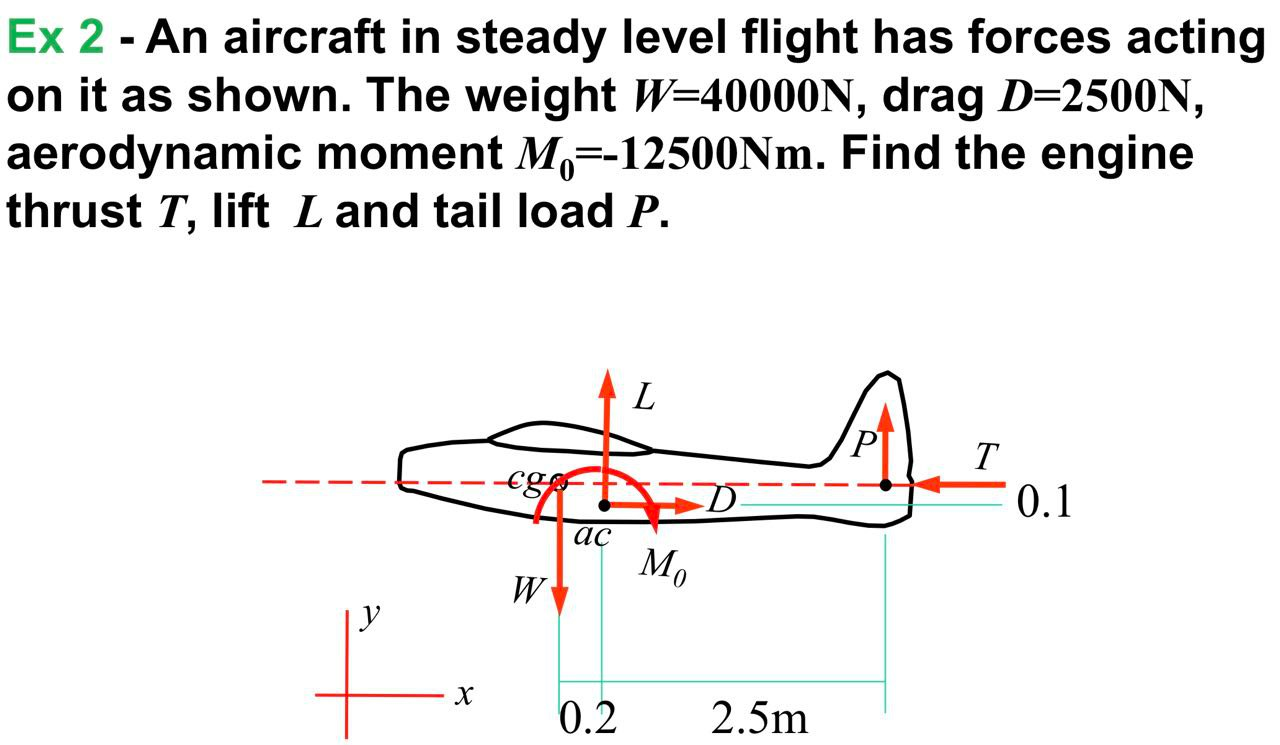 Ex 2 - An aircraft in steady level flight has forces acting
on it as shown. The weight W=40000N, drag D=2500N,
aerodynamic moment M₀=-12500Nm. Find the engine
thrust T, lift L and tail load P.
L
P
T
cg
D
0.1
ac
M₀
W
y
x
0.2
2.5m